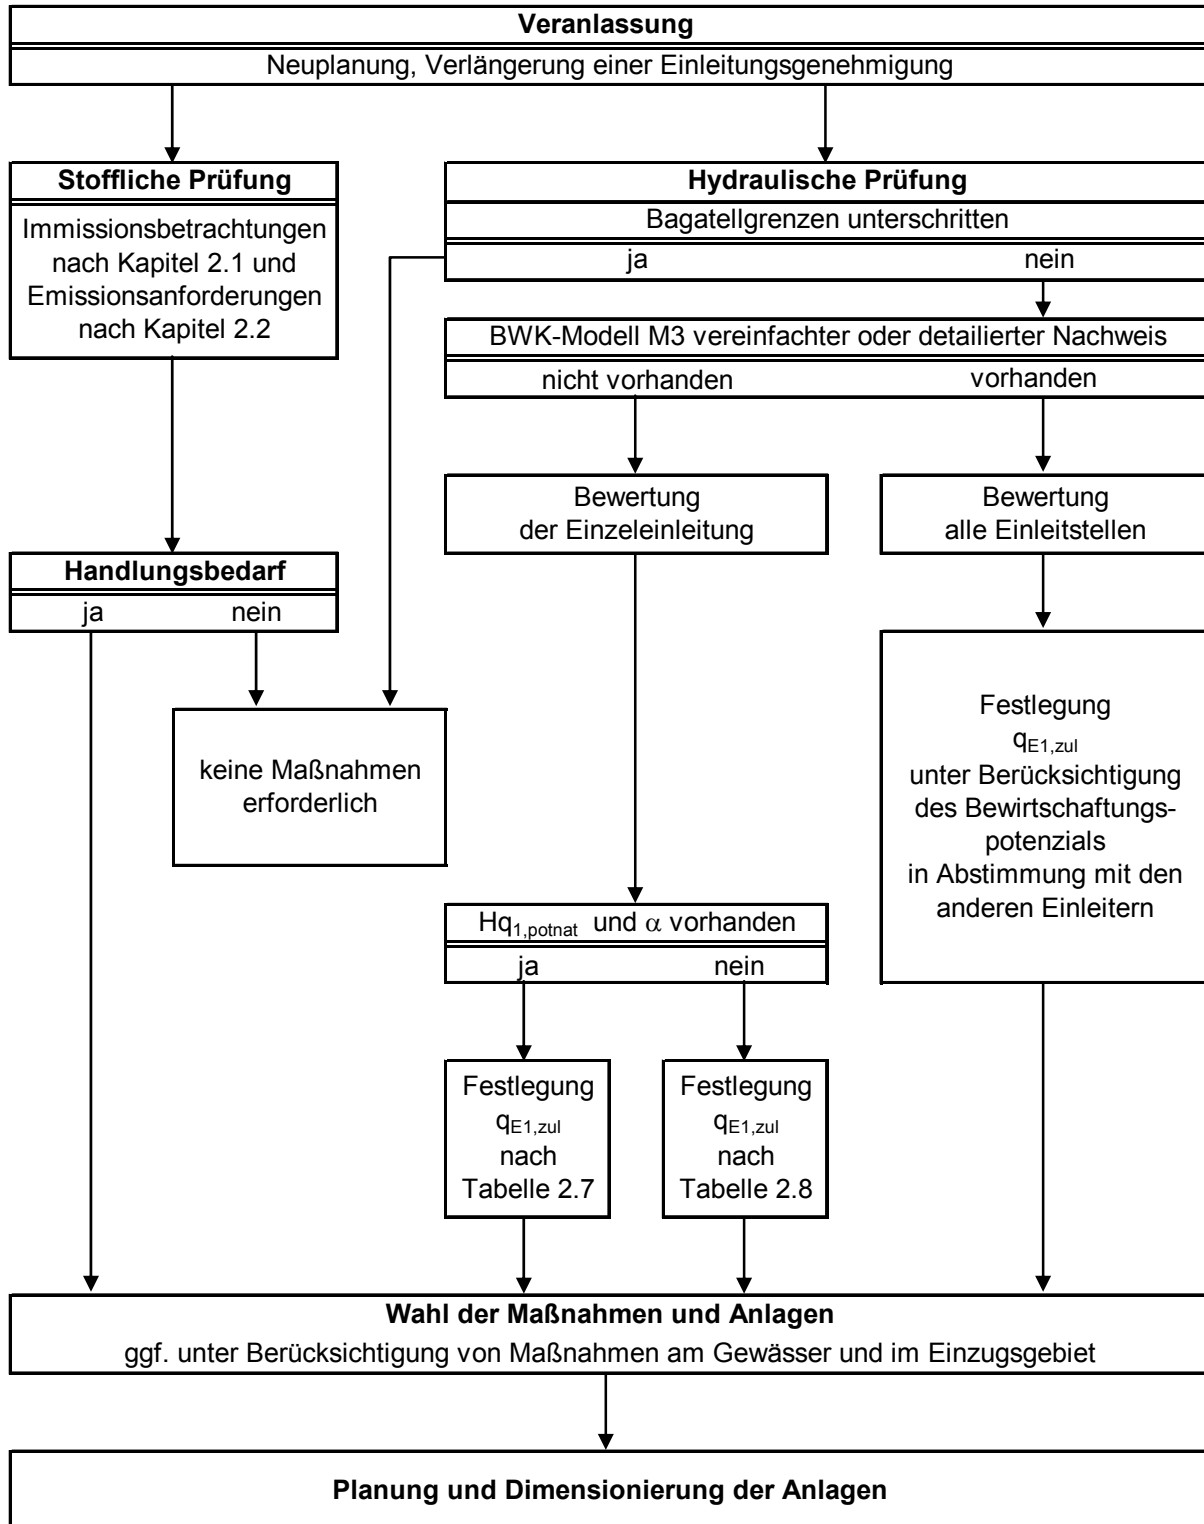 Veranlassung
Neuplanung, Verlängerung einer Einleitungsgenehmigung
Stoffliche Prüfung
Immissionsbetrachtungen
nach Kapitel 2.1 und
Emissionsanforderungen
nach Kapitel 2.2
Hydraulische Prüfung
Bagatellgrenzen unterschritten
ja nein
BWK-Modell M3 vereinfachter oder detailierter Nachweis
nicht vorhanden vorhanden
Bewertung
der Einzeleinleitung
Bewertung
alle Einleitstellen
Handlungsbedarf
ja nein
keine Maßnahmen
erforderlich
Festlegung
qE1,zul
unter Berücksichtigung
des Bewirtschaftungs-
potenzials
in Abstimmung mit den
anderen Einleitern
Hq1,potnat und α vorhanden
ja nein
Festlegung
qE1,zul
nach
Tabelle 2.7
Festlegung
qE1,zul
nach
Tabelle 2.8
Wahl der Maßnahmen und Anlagen
ggf. unter Berücksichtigung von Maßnahmen am Gewässer und im Einzugsgebiet
Planung und Dimensionierung der Anlagen